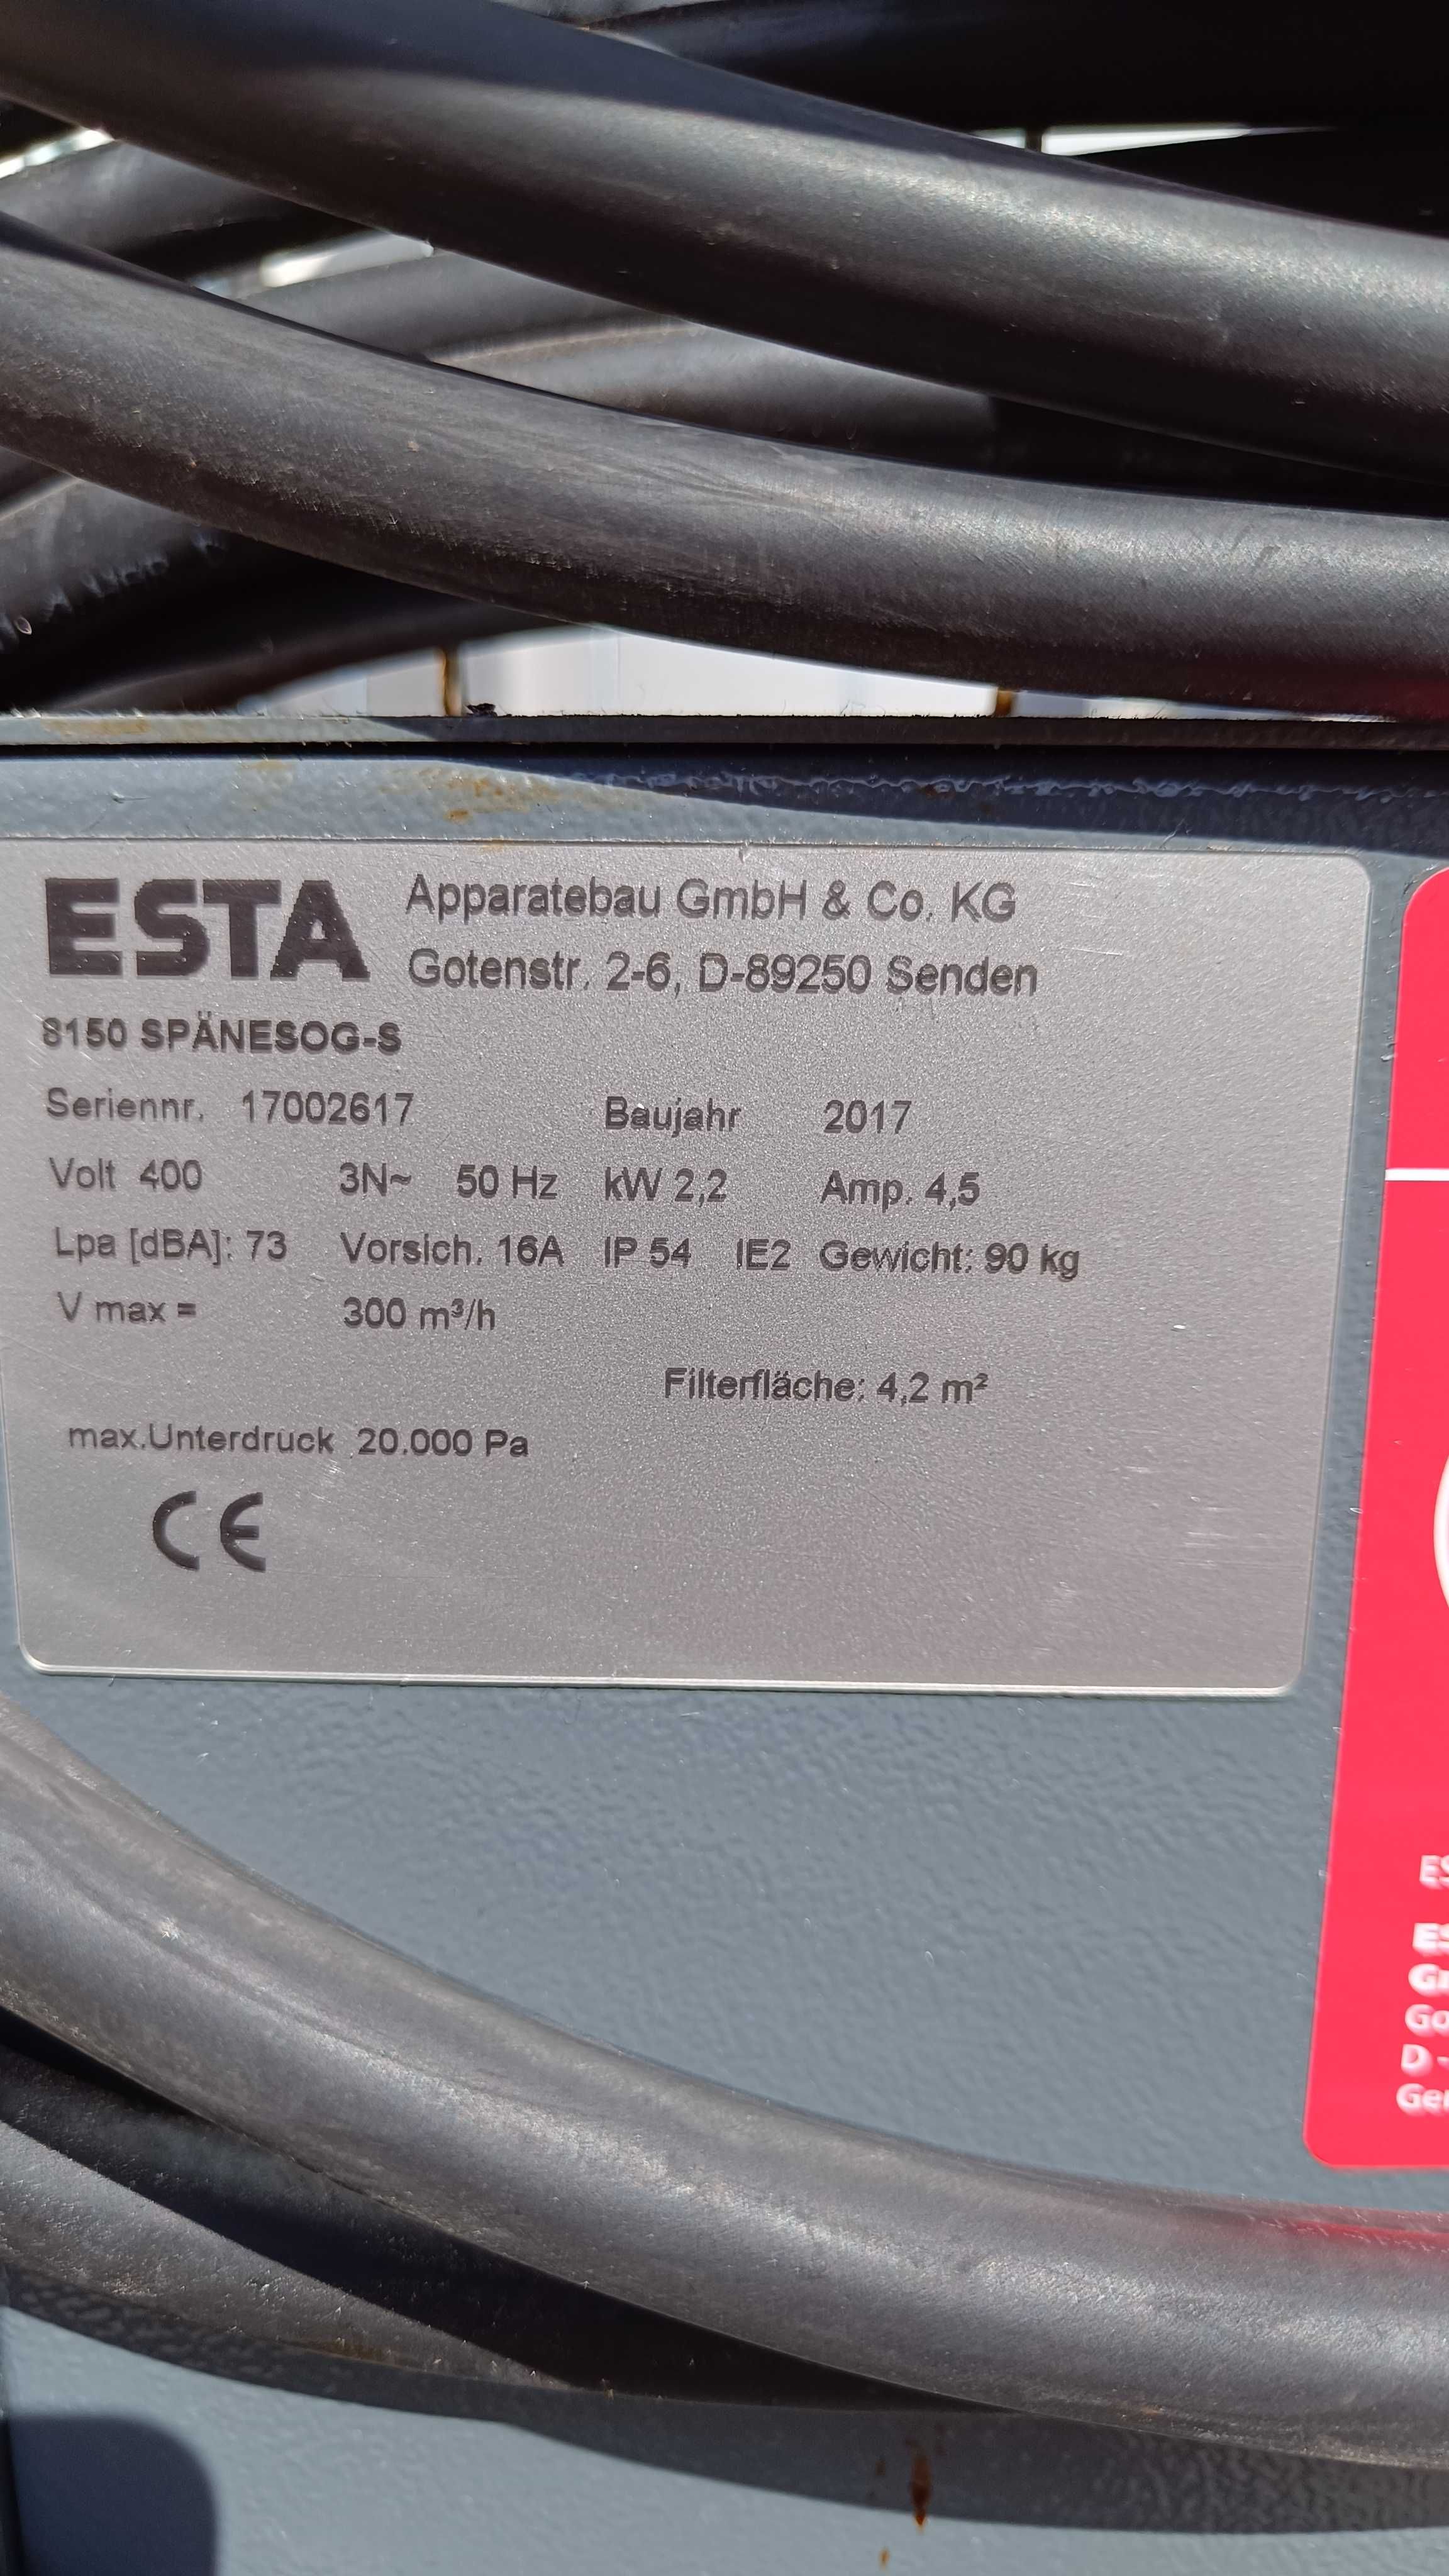 ESTA Apparatebau GmbH & Co. KG
Gotenstr. 2-6, D-89250 Senden
8150 SPÄNESOG-S
Seriennr. 17002617 Baujahr 2017
Volt 400 3N~ 50 Hz kW 2,2 Amp. 4,5
Lpa [dBA]: 73 Vorsich. 16A IP 54 IE2 Gewicht: 90 kg
V max = 300 m³/h
Filterfläche: 4,2 m²
max.Unterdruck 20.000 Pa
CE